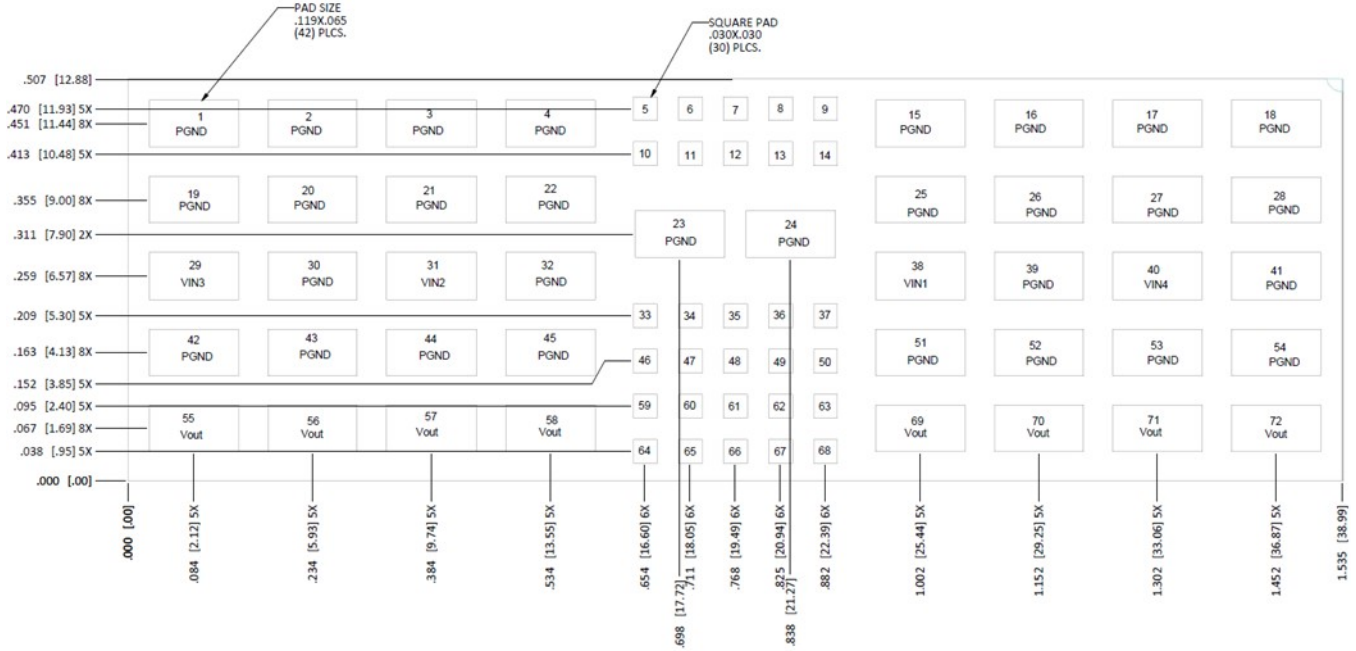 PAD SIZE
.119X.065
(42) PLCS.
SQUARE PAD
.030X.030
(30) PLCS.
.507 [12.88]
.470 [11.93] 5X
.451 [11.44] 8X
.413 [10.48] 5X
.355 [9.00] 8X
.311 [7.90] 2X
.259 [6.57] 8X
.209 [5.30] 5X
.163 [4.13] 8X
.152 [3.85] 5X
.095 [2.40] 5X
.067 [1.69] 8X
.038 [.95] 5X
.000 [.00]
1 2 3 4 5 6 7 8 9 15 16 17 18
PGND PGND PGND PGND PGND PGND PGND PGND
10 11 12 13 14
19 20 21 22 25 26 27 28
PGND PGND PGND PGND PGND PGND PGND PGND
23 24
PGND PGND
29 30 31 32 38 39 40 41
VIN3 PGND VIN2 PGND VIN1 PGND VIN4 PGND
33 34 35 36 37
42 43 44 45 51 52 53 54
PGND PGND PGND PGND PGND PGND PGND PGND
46 47 48 49 50
59 60 61 62 63
55 56 57 58 69 70 71 72
Vout Vout Vout Vout Vout Vout Vout Vout
64 65 66 67 68
.000 [.00]
.084 [2.12] 5X
.234 [5.93] 5X
.384 [9.74] 5X
.534 [13.55] 5X
.654 [16.60] 6X
.698 [17.72]
.711 [18.05] 6X
.768 [19.49] 6X
.825 [20.94] 6X
.838 [21.27]
.882 [22.39] 6X
1.002 [25.44] 5X
1.152 [29.25] 5X
1.302 [33.06] 5X
1.452 [36.87] 5X
1.535 [38.99]